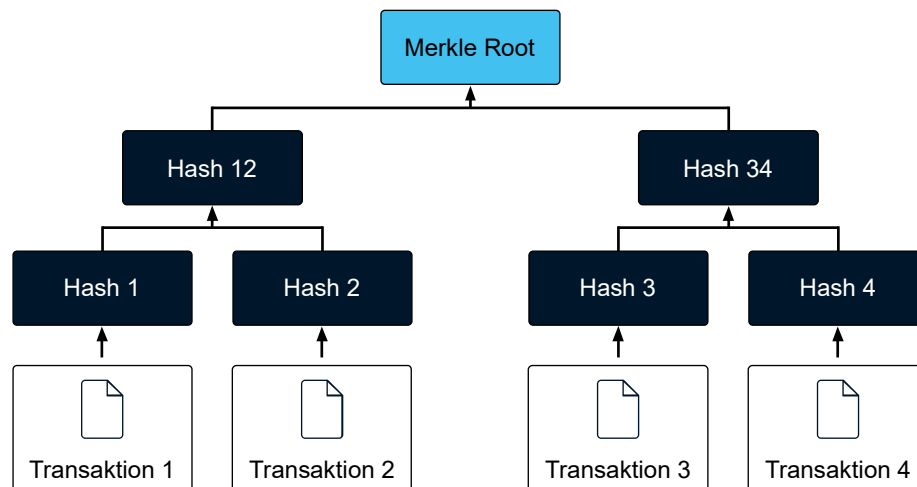 Merkle Root
Hash 12
Hash 34
Hash 1
Hash 2
Hash 3
Hash 4
Transaktion 1
Transaktion 2
Transaktion 3
Transaktion 4